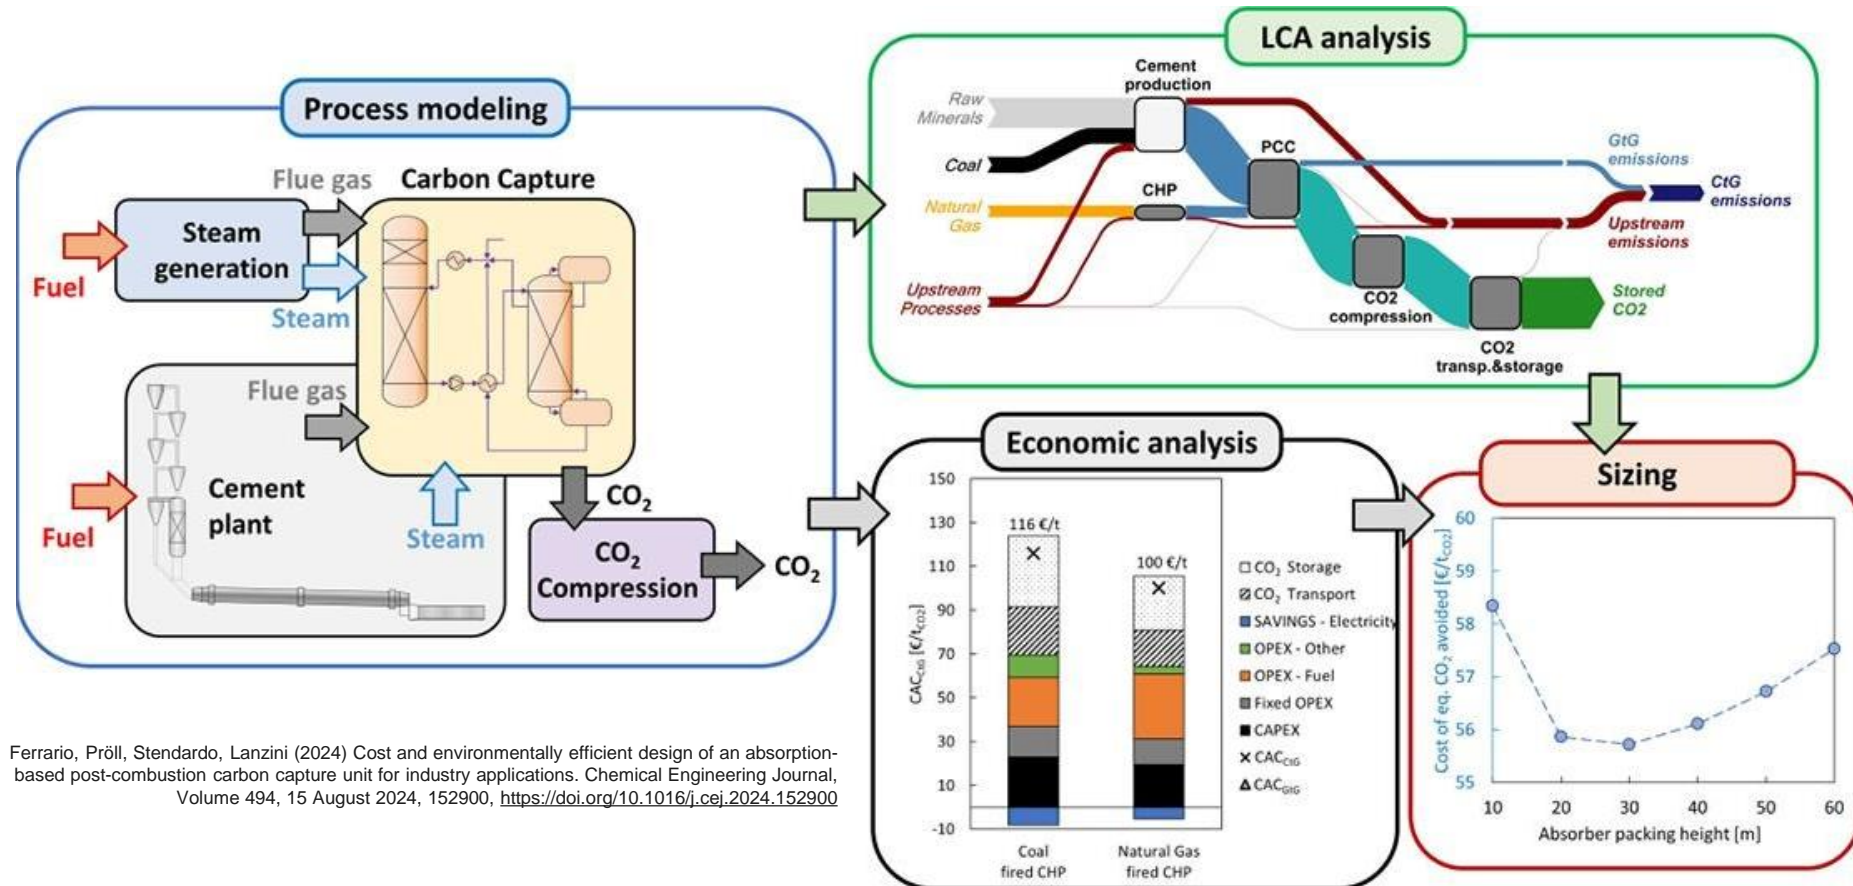 Process modeling
Flue gas
Carbon Capture
Steam
generation
Fuel
Steam
Flue gas
Cement
plant
Fuel
Steam
CO2
CO2
Compression
CO2
LCA analysis
Cement
production
Raw
Minerals
Coal
Natural
Gas
CHP
PCC
Upstream
Processes
CO2
compression
CO2
transp.&storage
GtG
emissions
CtG
emissions
Upstream
emissions
Stored
CO2
Economic analysis
CAC_CtG [€/t_CO2]
150
130
110
90
70
50
30
10
-10
116 €/t
100 €/t
Coal
fired CHP
Natural Gas
fired CHP
CO2 Storage
CO2 Transport
SAVINGS - Electricity
OPEX - Other
OPEX - Fuel
Fixed OPEX
CAPEX
CAC_CtG
CAC_GtG
Sizing
Cost of eq. CO2 avoided [€/t_CO2]
60
59
58
57
56
55
10 20 30 40 50 60
Absorber packing height [m]
Ferrario, Pröll, Stendardo, Lanzini (2024) Cost and environmentally efficient design of an absorption-
based post-combustion carbon capture unit for industry applications. Chemical Engineering Journal,
Volume 494, 15 August 2024, 152900, https://doi.org/10.1016/j.cej.2024.152900